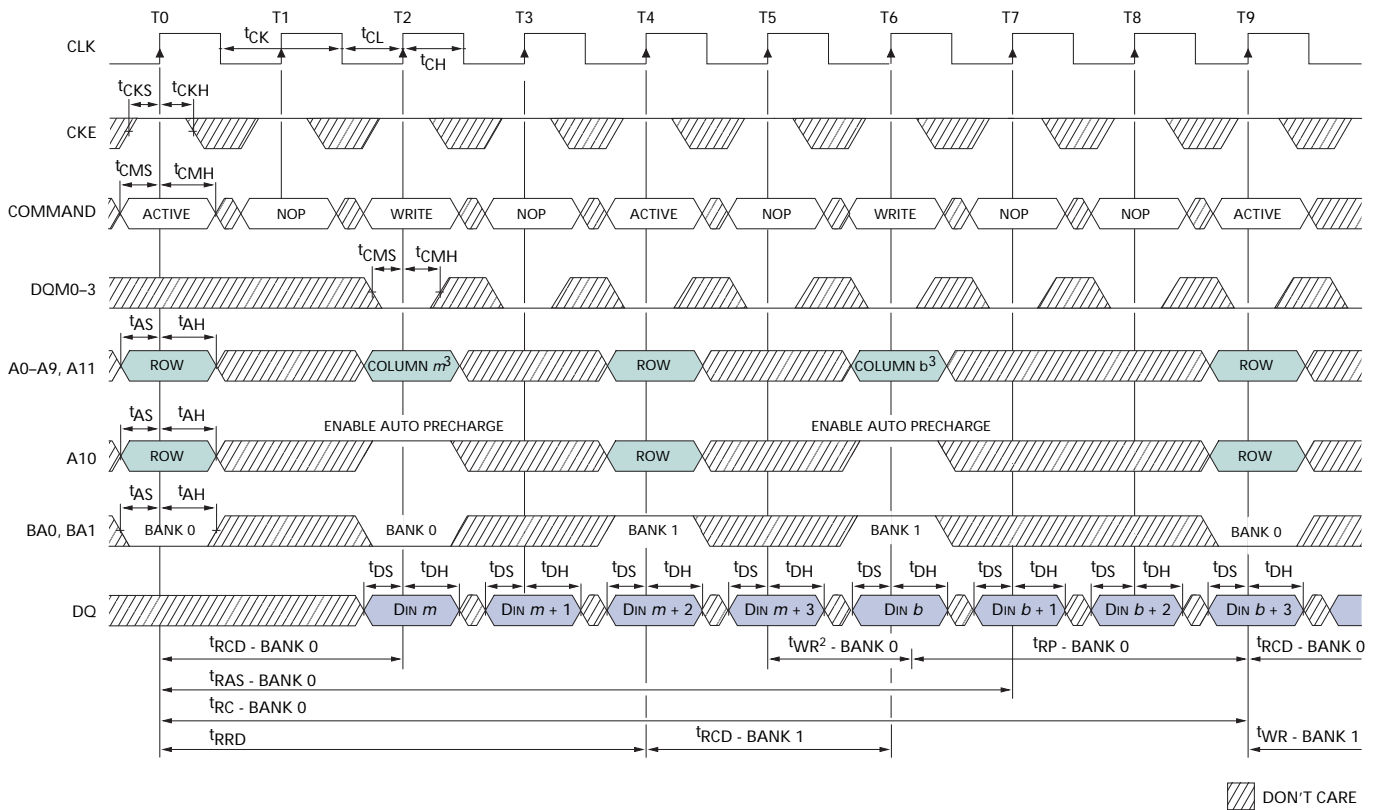 T0 T1 T2 T3 T4 T5 T6 T7 T8 T9
CLK tCK tCL tCH
tCKS tCKH
CKE
tCMS tCMH
COMMAND ACTIVE NOP WRITE NOP ACTIVE NOP WRITE NOP NOP ACTIVE
tCMS tCMH
DQM0–3
tAS tAH
A0–A9, A11 ROW COLUMN m³ ROW COLUMN b³ ROW
tAS tAH ENABLE AUTO PRECHARGE ENABLE AUTO PRECHARGE
A10 ROW ROW ROW
tAS tAH
BA0, BA1 BANK 0 BANK 0 BANK 1 BANK 1 BANK 0
tDS tDH tDS tDH tDS tDH tDS tDH tDS tDH tDS tDH tDS tDH tDS tDH
DQ DIN m DIN m + 1 DIN m + 2 DIN m + 3 DIN b DIN b + 1 DIN b + 2 DIN b + 3
tRCD - BANK 0 tWR² - BANK 0 tRP - BANK 0 tRCD - BANK 0
tRAS - BANK 0
tRC - BANK 0
tRRD tRCD - BANK 1 tWR - BANK 1
DON'T CARE